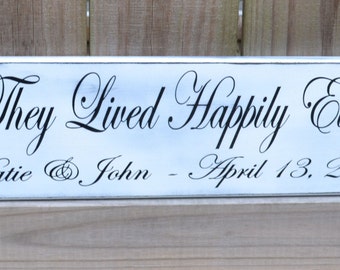 They Lived Happily
& John - April 13,